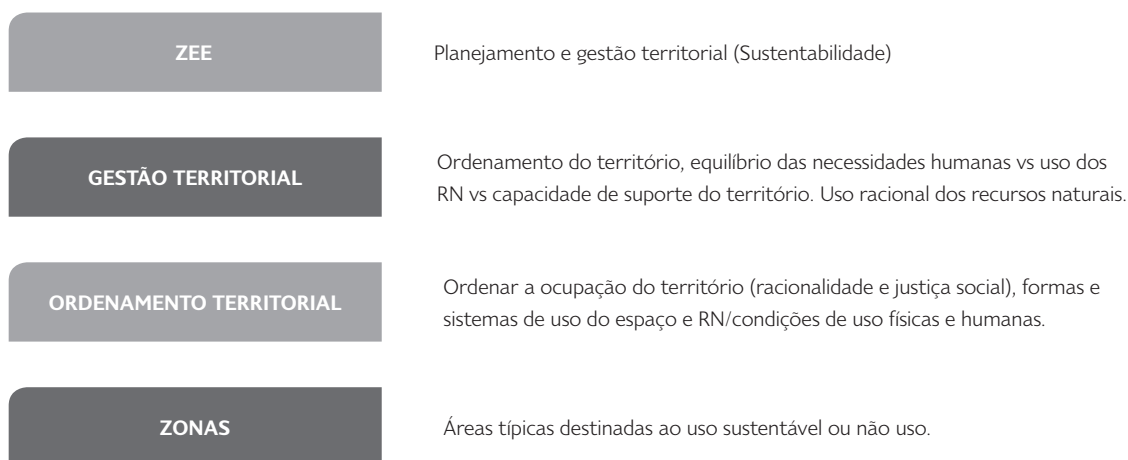 ZEE
Planejamento e gestão territorial (Sustentabilidade)
GESTÃO TERRITORIAL
Ordenamento do território, equilíbrio das necessidades humanas vs uso dos
RN vs capacidade de suporte do território. Uso racional dos recursos naturais.
ORDENAMENTO TERRITORIAL
Ordenar a ocupação do território (racionalidade e justiça social), formas e
sistemas de uso do espaço e RN/condições de uso físicas e humanas.
ZONAS
Áreas típicas destinadas ao uso sustentável ou não uso.